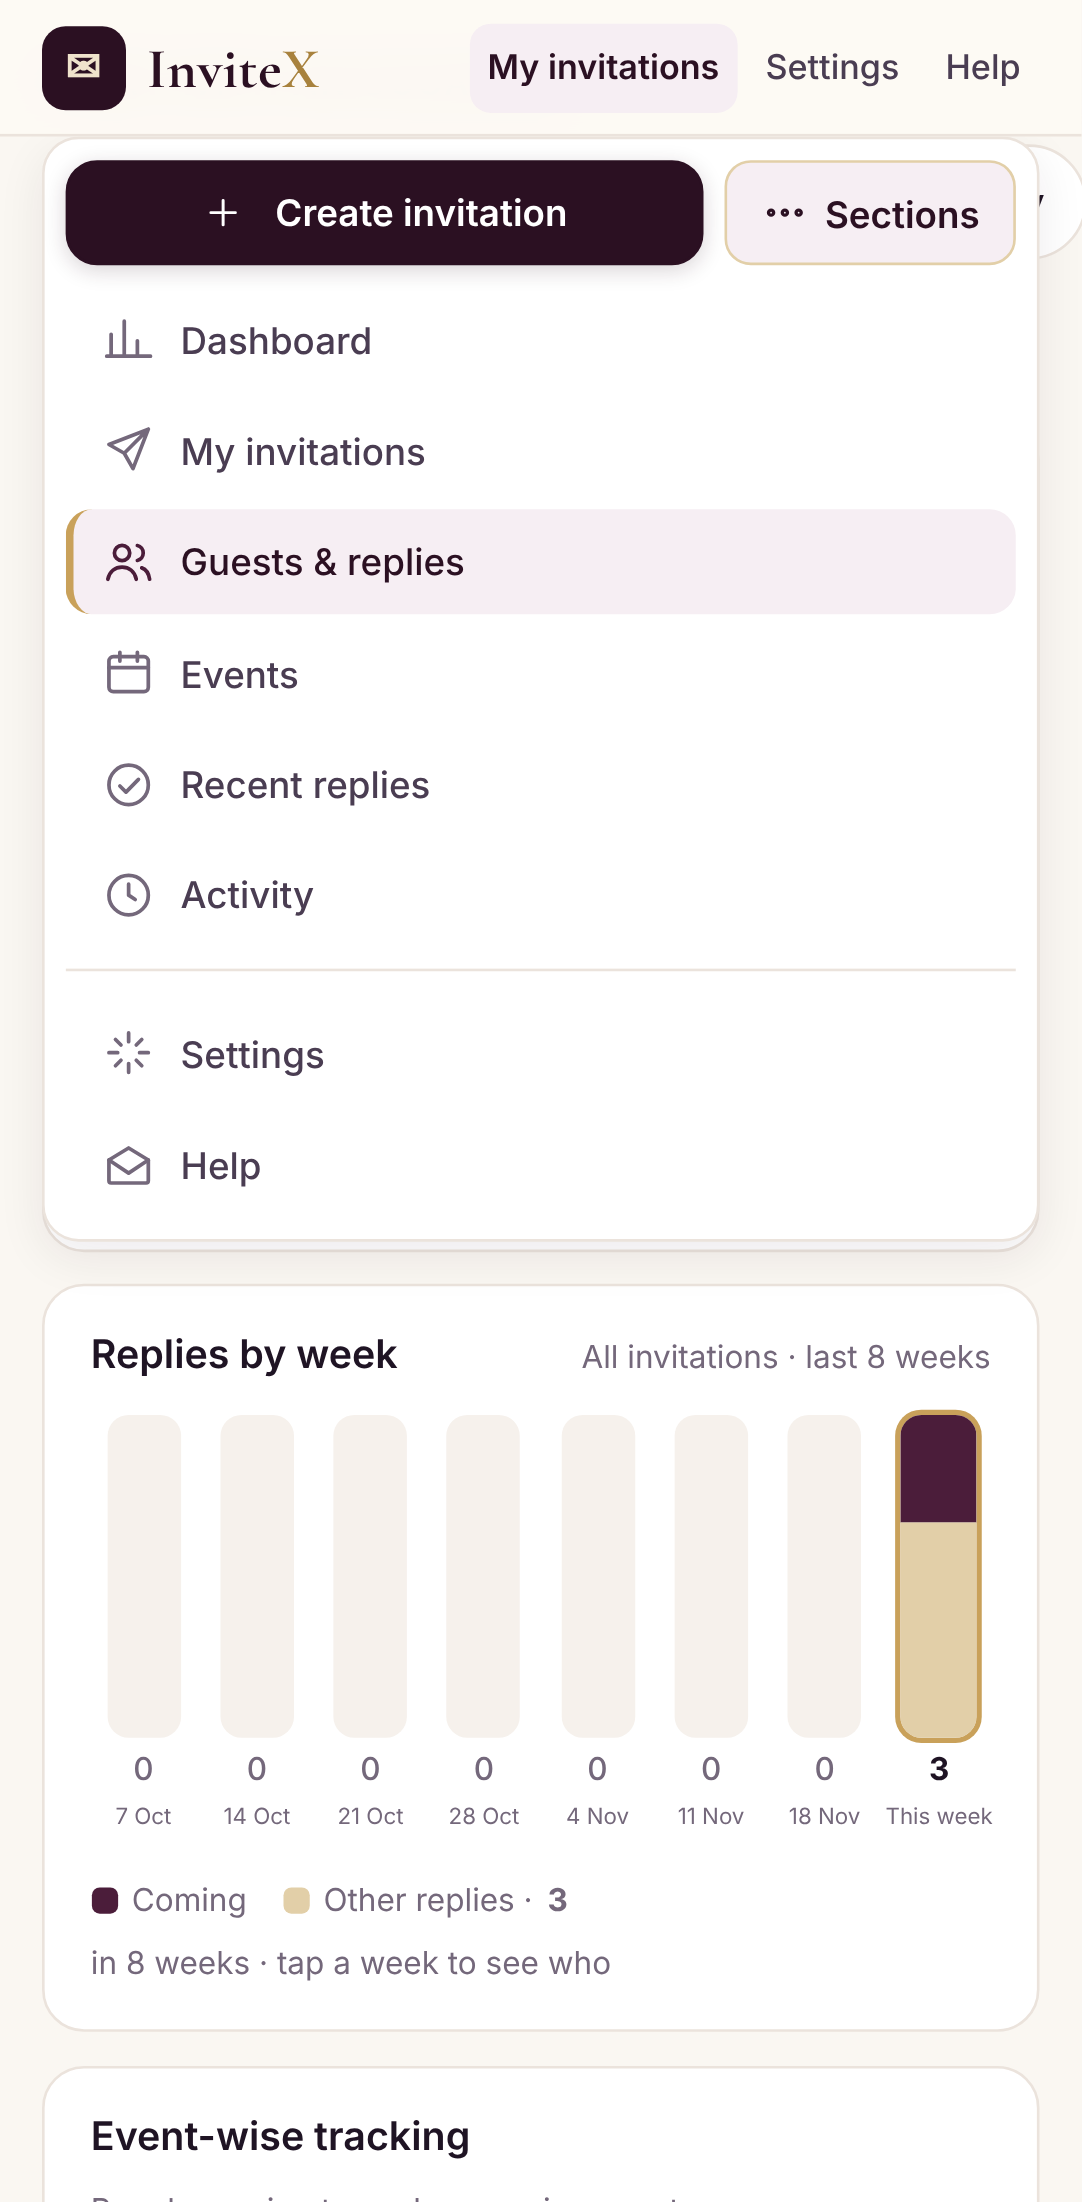 InviteX
My invitations Settings Help
Create invitation
Sections
Dashboard
My invitations
Guests & replies
Events
Recent replies
Activity
Settings
Help
Replies by week
All invitations · last 8 weeks
0 0 0 0 0 0 0 3
7 Oct 14 Oct 21 Oct 28 Oct 4 Nov 11 Nov 18 Nov This week
Coming Other replies · 3
in 8 weeks · tap a week to see who
Event-wise tracking